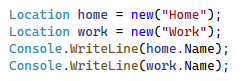 Location home = new("Home");
Location work = new("Work");
Console.WriteLine(home.Name);
Console.WriteLine(work.Name);